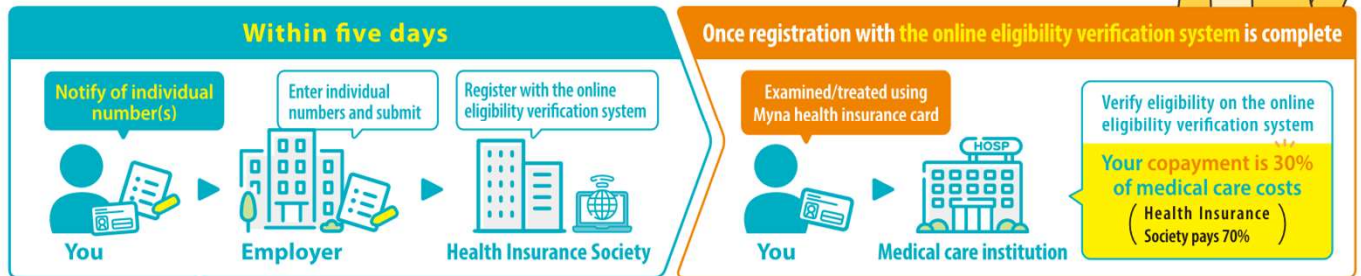 Within five days
Notify of individual
number(s)
Enter individual
numbers and submit
Register with the online
eligibility verification system
You
Employer
Health Insurance Society
Once registration with the online eligibility verification system is complete
Examined/treated using
Myna health insurance card
HOSP
You
Medical care institution
Verify eligibility on the online
eligibility verification system
Your copayment is 30%
of medical care costs
( Health Insurance
Society pays 70% )